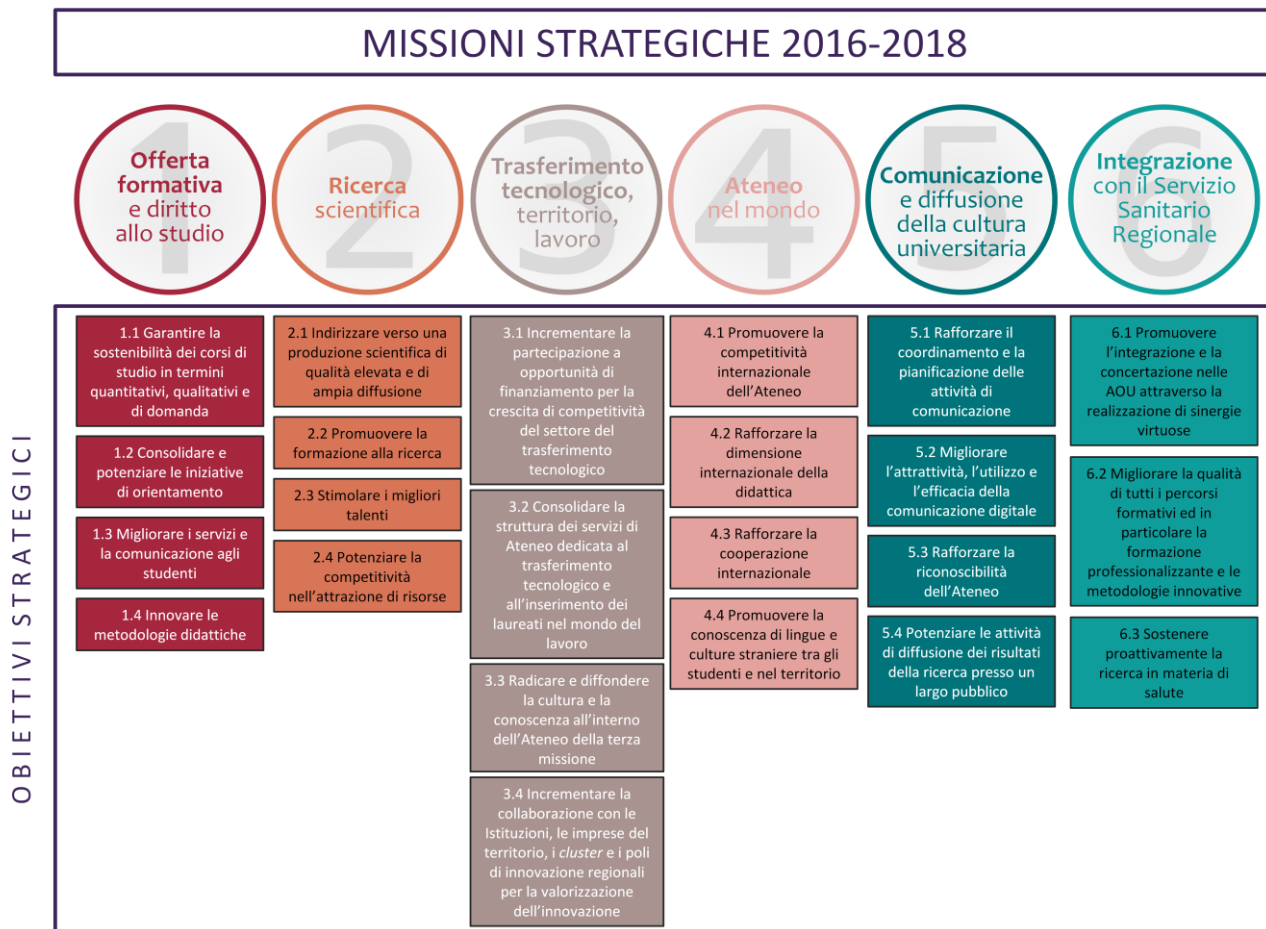 MISSIONI STRATEGICHE 2016-2018
1
Offerta
formativa
e diritto
allo studio
2
Ricerca
scientifica
3
Trasferimento
tecnologico,
territorio,
lavoro
4
Ateneo
nel mondo
5
Comunicazione
e diffusione
della cultura
universitaria
6
Integrazione
con il Servizio
Sanitario
Regionale
OBIETTIVI STRATEGICI
1.1 Garantire la
sostenibilità dei corsi di
studio in termini
quantitativi, qualitativi e
di domanda
1.2 Consolidare e
potenziare le iniziative
di orientamento
1.3 Migliorare i servizi e
la comunicazione agli
studenti
1.4 Innovare le
metodologie didattiche
2.1 Indirizzare verso una
produzione scientifica di
qualità elevata e di
ampia diffusione
2.2 Promuovere la
formazione alla ricerca
2.3 Stimolare i migliori
talenti
2.4 Potenziare la
competitività
nell’attrazione di risorse
3.1 Incrementare la
partecipazione a
opportunità di
finanziamento per la
crescita di competitività
del settore del
trasferimento
tecnologico
3.2 Consolidare la
struttura dei servizi di
Ateneo dedicata al
trasferimento
tecnologico e
all’inserimento dei
laureati nel mondo del
lavoro
3.3 Radicare e diffondere
la cultura e la
conoscenza all’interno
dell’Ateneo della terza
missione
3.4 Incrementare la
collaborazione con le
Istituzioni, le imprese del
territorio, i cluster e i poli
di innovazione regionali
per la valorizzazione
dell’innovazione
4.1 Promuovere la
competitività
internazionale
dell’Ateneo
4.2 Rafforzare la
dimensione
internazionale della
didattica
4.3 Rafforzare la
cooperazione
internazionale
4.4 Promuovere la
conoscenza di lingue e
culture straniere tra gli
studenti e nel territorio
5.1 Rafforzare il
coordinamento e la
pianificazione delle
attività di
comunicazione
5.2 Migliorare
l’attrattività, l’utilizzo e
l’efficacia della
comunicazione digitale
5.3 Rafforzare la
riconoscibilità
dell’Ateneo
5.4 Potenziare le attività
di diffusione dei risultati
della ricerca presso un
largo pubblico
6.1 Promuovere
l’integrazione e la
concertazione nelle
AOU attraverso la
realizzazione di sinergie
virtuose
6.2 Migliorare la qualità
di tutti i percorsi
formativi ed in
particolare la
formazione
professionalizzante e le
metodologie innovative
6.3 Sostenere
proattivamente la
ricerca in materia di
salute